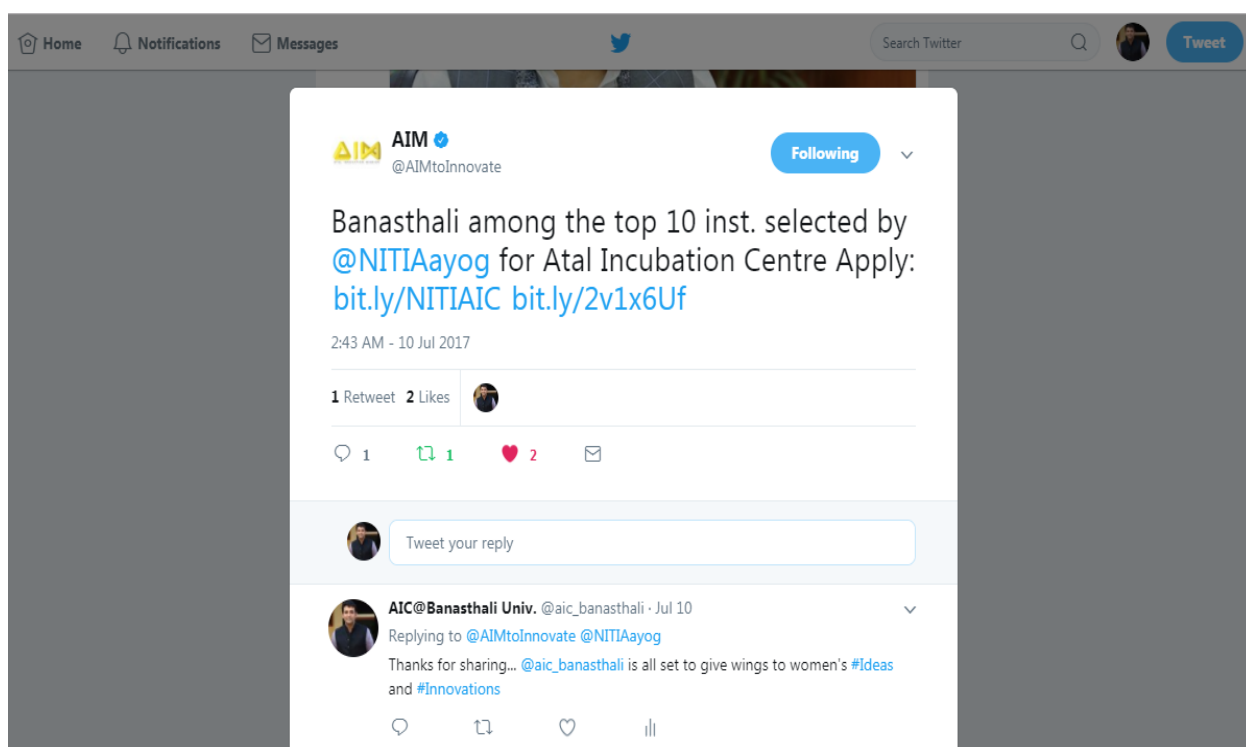 Home Notifications Messages Search Twitter Tweet
AIM
AIM
@AIMtoInnovate
Following
Banasthali among the top 10 inst. selected by
@NITIAayog for Atal Incubation Centre Apply:
bit.ly/NITIAIC bit.ly/2v1x6Uf
2:43 AM - 10 Jul 2017
1 Retweet 2 Likes
1 1 2
Tweet your reply
AIC@Banasthali Univ. @aic_banasthali · Jul 10
Replying to @AIMtoInnovate @NITIAayog
Thanks for sharing... @aic_banasthali is all set to give wings to women's #Ideas
and #Innovations